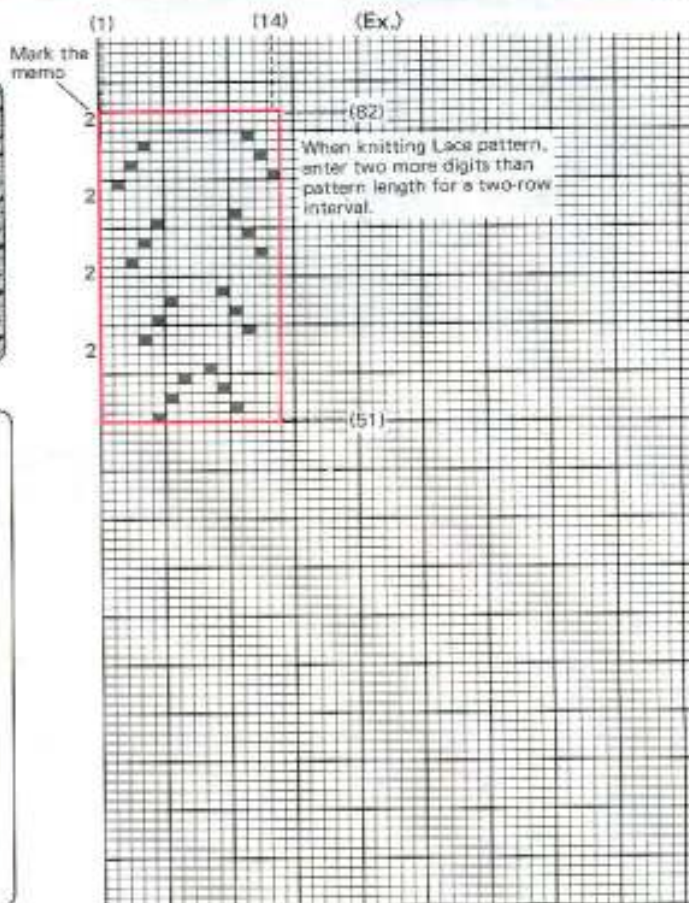 (1) (14) (Ex.)
Mark the
memo
2
(82)
When knitting Lace pattern,
enter two more digits than
pattern length for a two-row
interval.
2
2
2
(51)